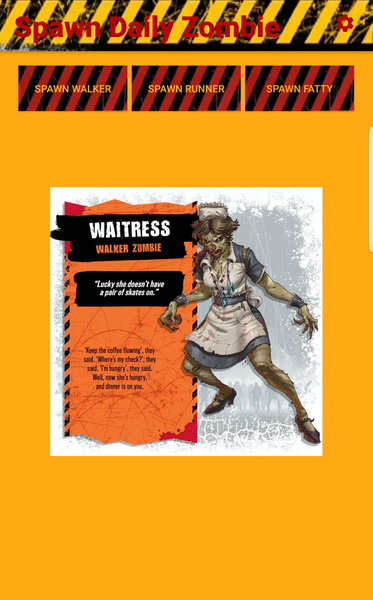 Spawn Daily Zombie
SPAWN WALKER
SPAWN RUNNER
SPAWN FATTY
WAITRESS
WALKER ZOMBIE
"Lucky she doesn't have
a pair of skates on."
'Keep the coffee flowing', they
said. 'Where's my check?', they
said. 'I'm hungry', they said.
Well, now she's hungry,
and dinner is on you.